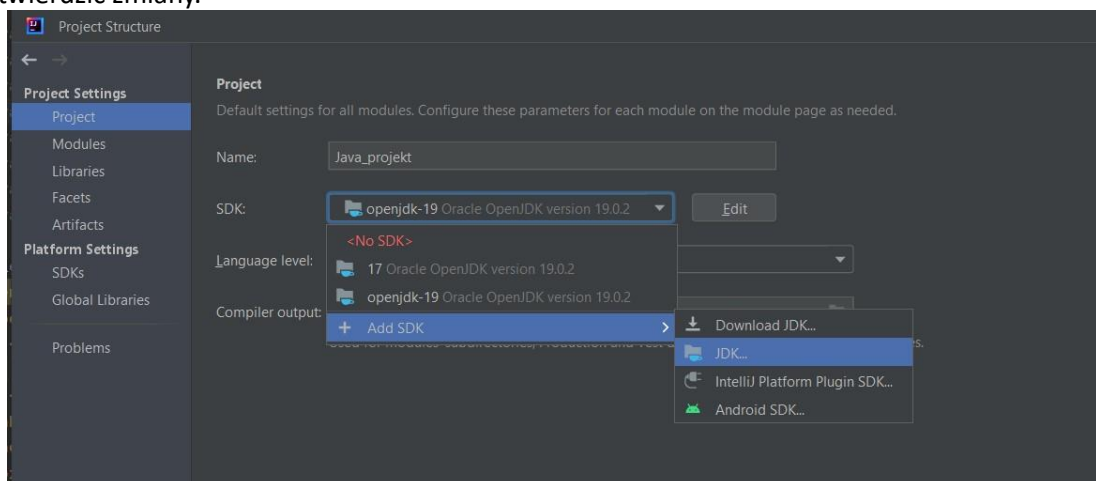 twierdzić zmiany.
Project Structure
Project Settings
Project
Modules
Libraries
Facets
Artifacts
Platform Settings
SDKs
Global Libraries
Problems
Project
Default settings for all modules. Configure these parameters for each module on the module page as needed.
Name: Java_projekt
SDK: openjdk-19 Oracle OpenJDK version 19.0.2 Edit
<No SDK>
Language level:
17 Oracle OpenJDK version 19.0.2
openjdk-19 Oracle OpenJDK version 19.0.2
Compiler output:
+ Add SDK
Download JDK...
JDK...
IntelliJ Platform Plugin SDK...
Android SDK...